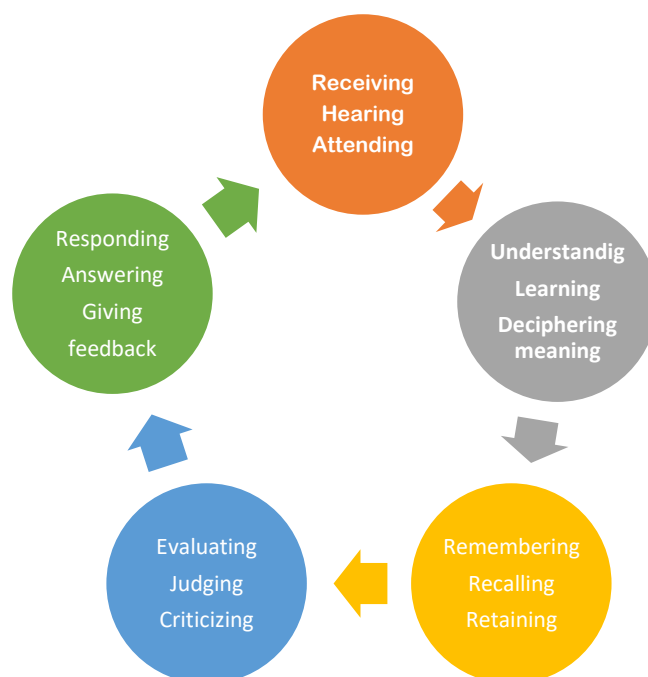 Receiving
Hearing
Attending
Understandig
Learning
Deciphering
meaning
Remembering
Recalling
Retaining
Evaluating
Judging
Criticizing
Responding
Answering
Giving
feedback